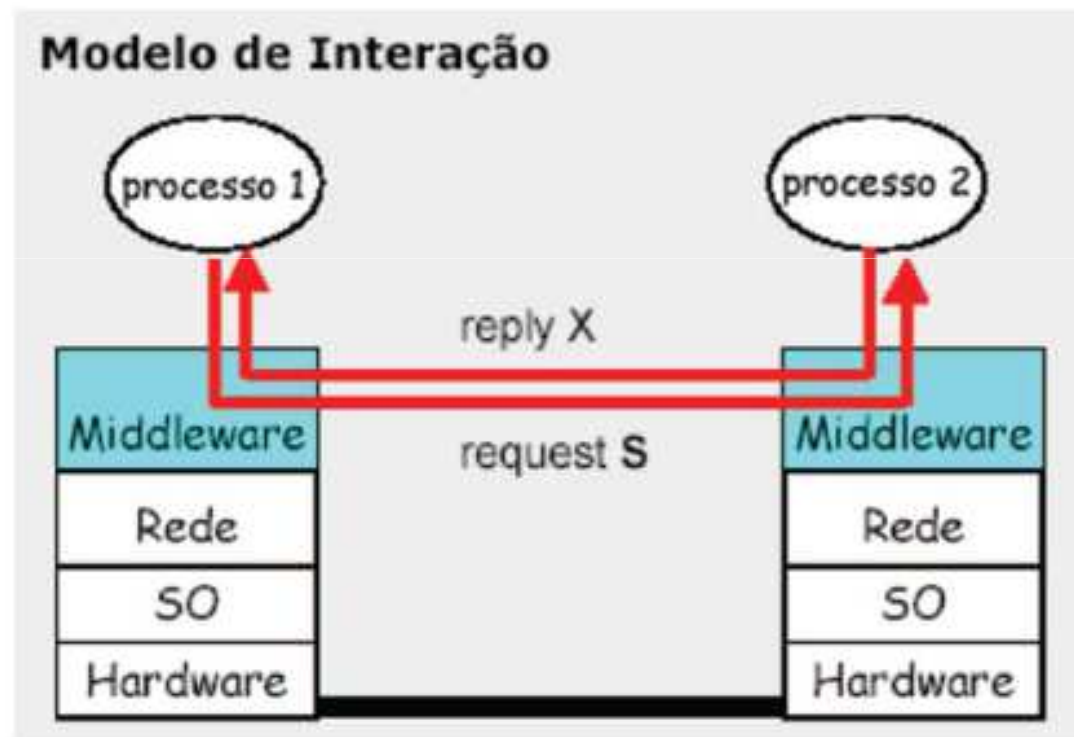 Modelo de Interação
processo 1
processo 2
reply X
Middleware
Middleware
request S
Rede
Rede
SO
SO
Hardware
Hardware